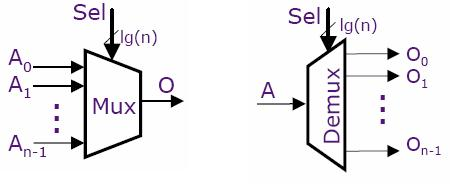 Sel
lg(n)
A0
A1
An-1
Mux
O
Sel
lg(n)
A
Demux
O0
O1
On-1